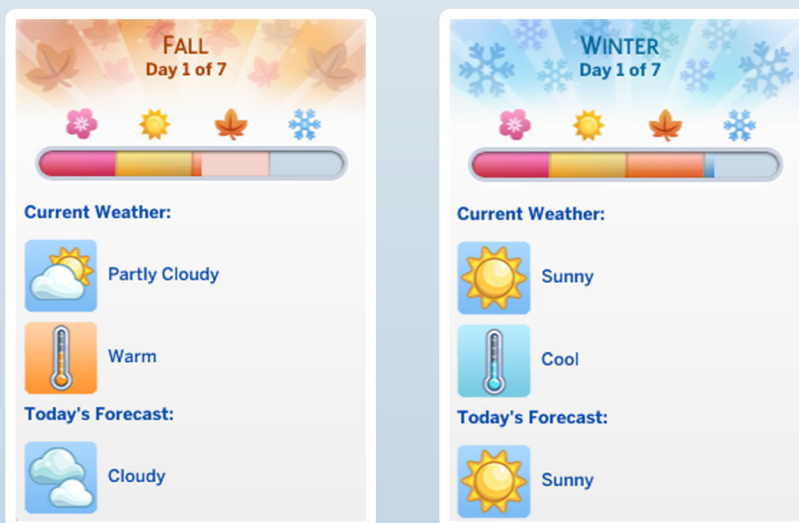 FALL
Day 1 of 7
Current Weather:
Partly Cloudy
Warm
Today's Forecast:
Cloudy
WINTER
Day 1 of 7
Current Weather:
Sunny
Cool
Today's Forecast:
Sunny